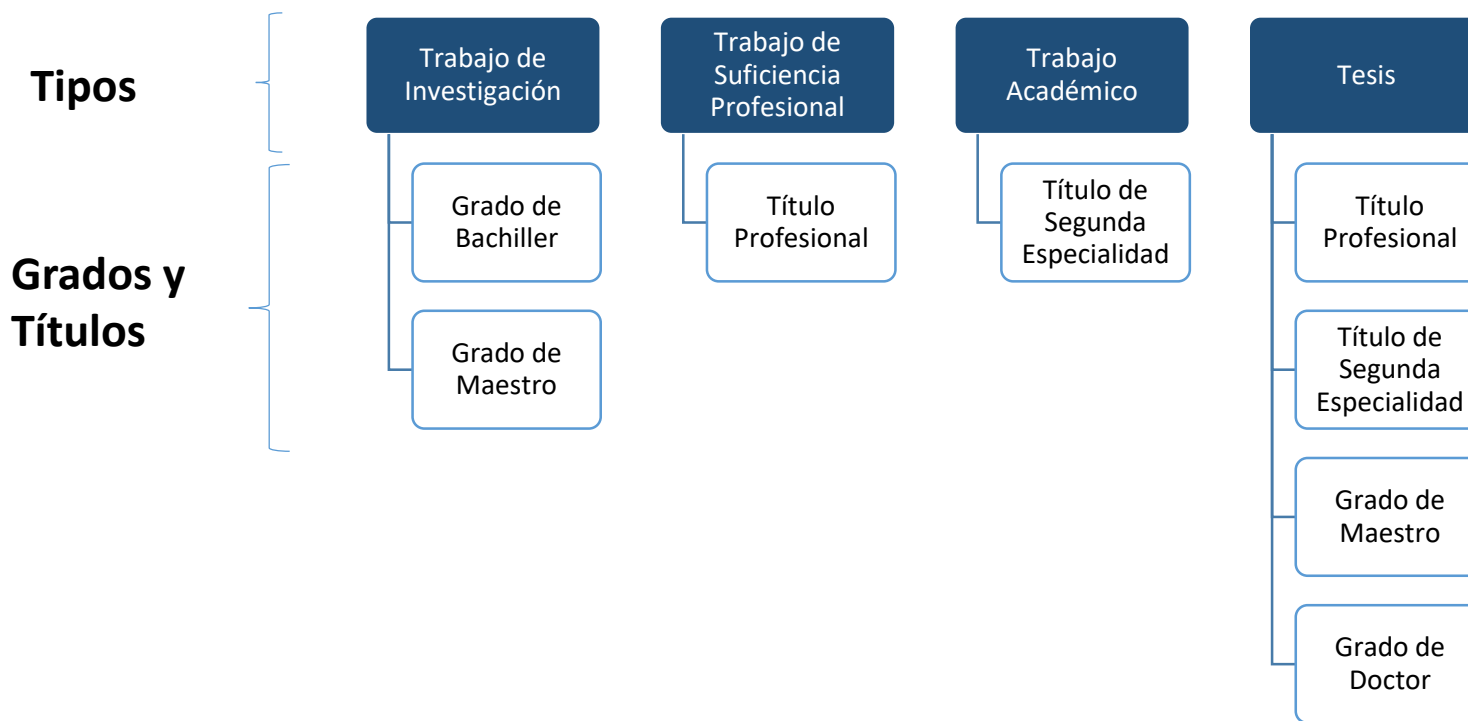 Tipos
Trabajo de
Investigación
Trabajo de
Suficiencia
Profesional
Trabajo
Académico
Tesis
Grados y
Títulos
Grado de
Bachiller
Grado de
Maestro
Título
Profesional
Título de
Segunda
Especialidad
Título
Profesional
Título de
Segunda
Especialidad
Grado de
Maestro
Grado de
Doctor